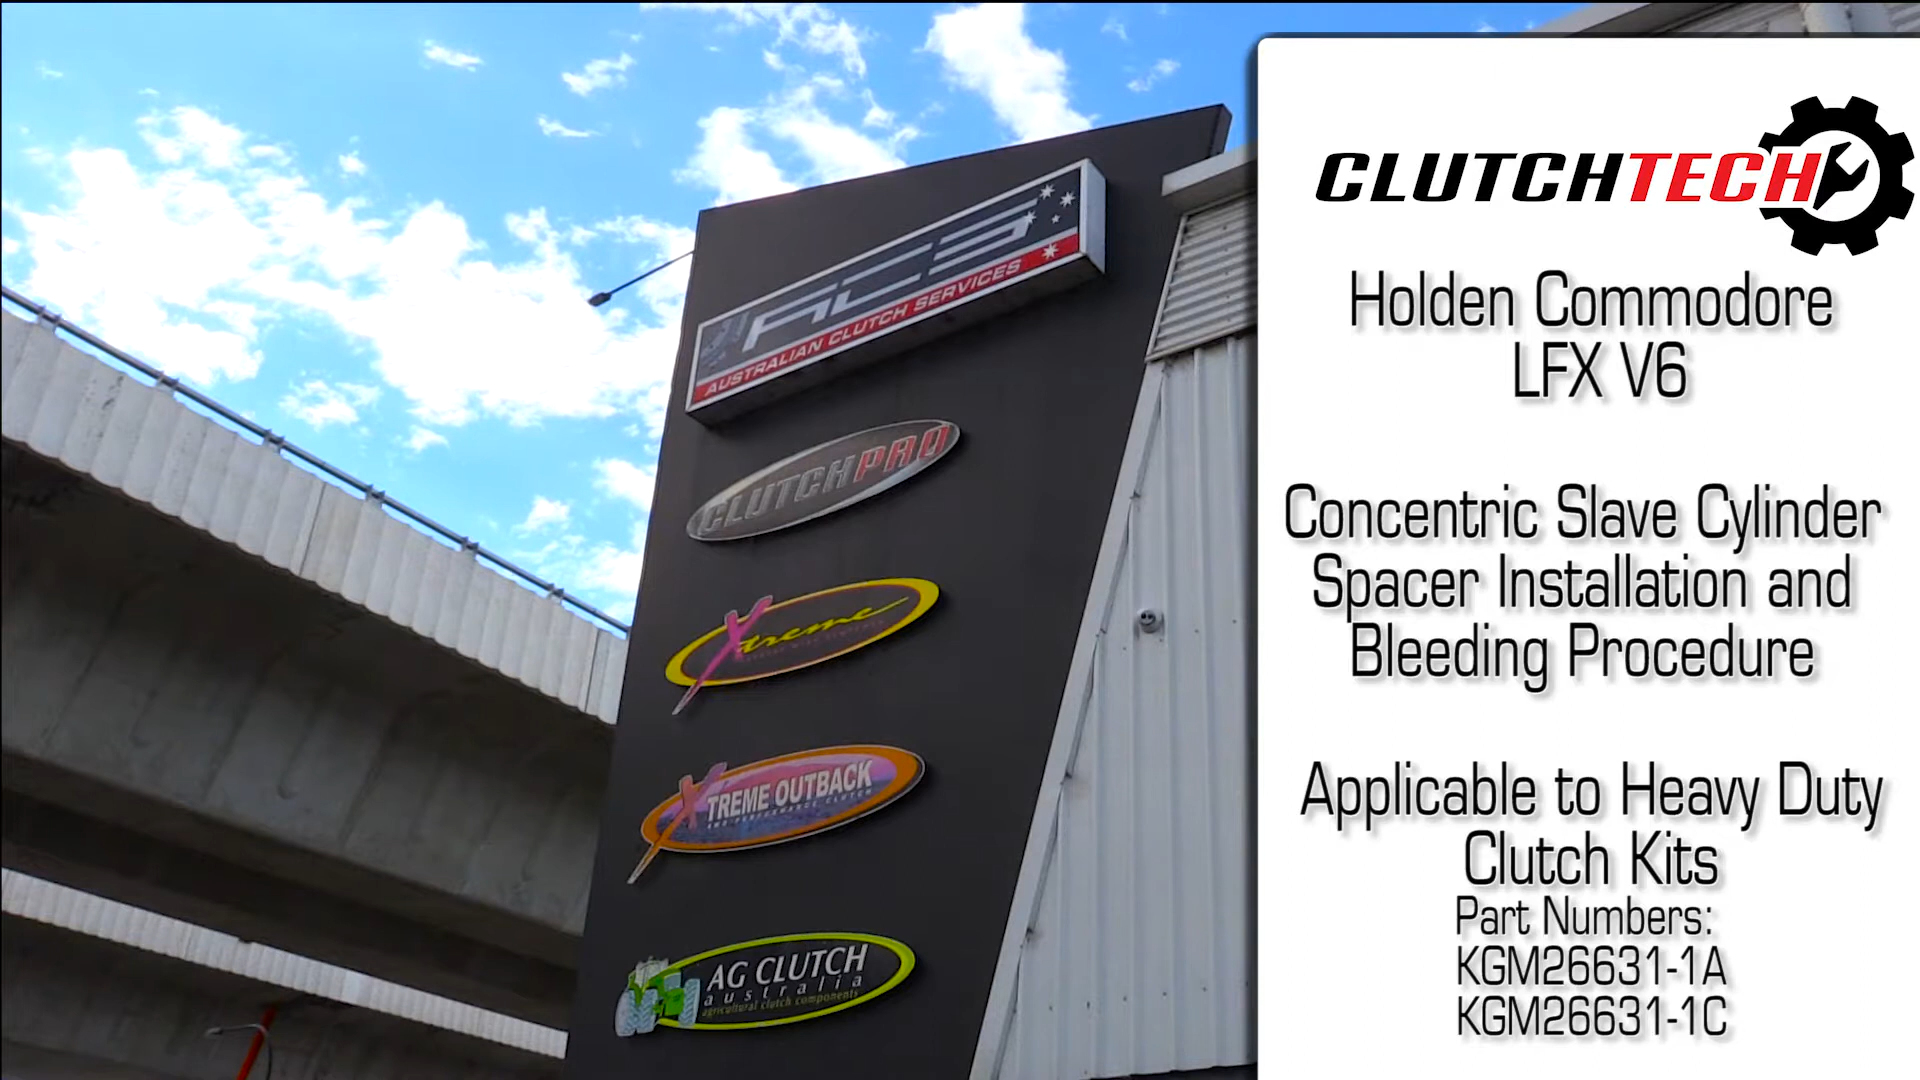 ACS
AUSTRALIAN CLUTCH SERVICES
CLUTCHPRO
Xtreme
XTREME OUTBACK
AG CLUTCH
australia
agricultural clutch components
CLUTCHTECH
Holden Commodore
LFX V6
Concentric Slave Cylinder
Spacer Installation and
Bleeding Procedure
Applicable to Heavy Duty
Clutch Kits
Part Numbers:
KGM26631-1A
KGM26631-1C